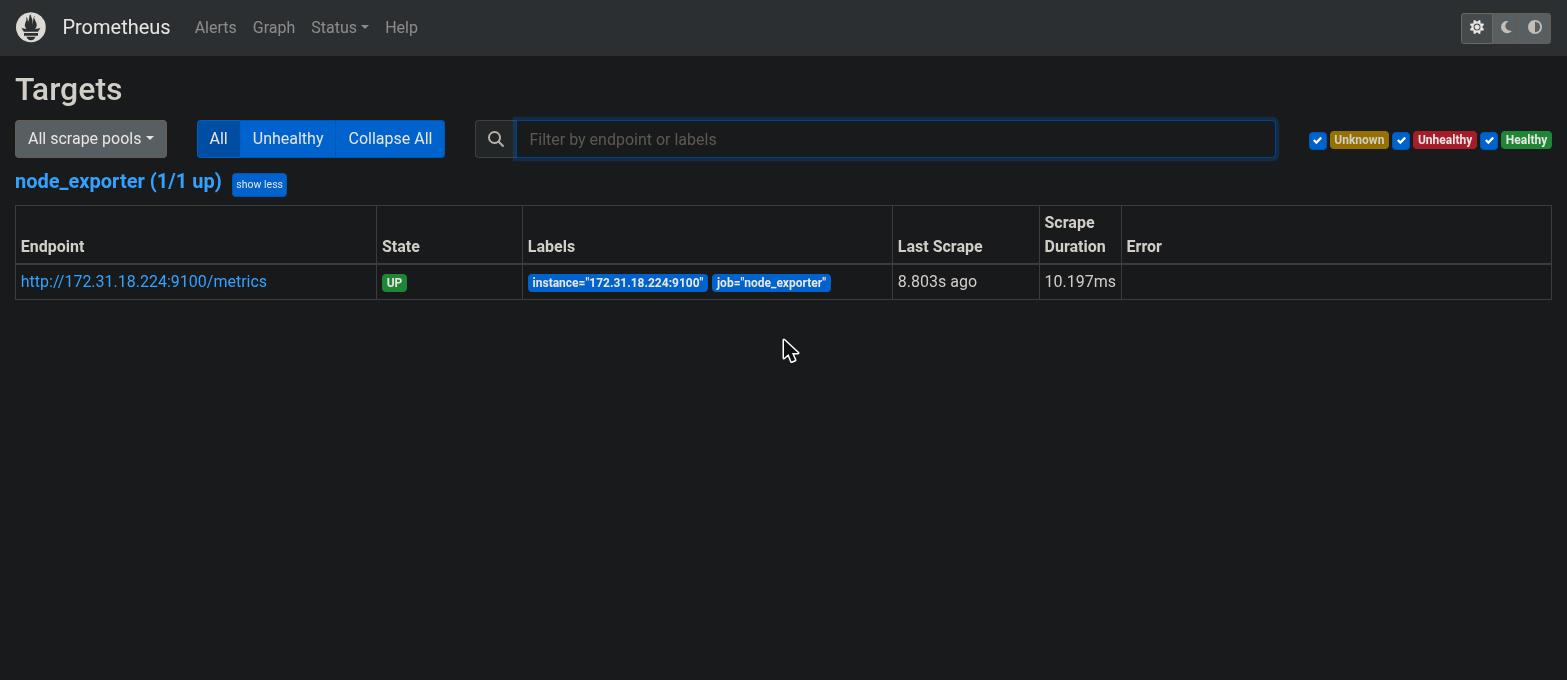 Prometheus Alerts Graph Status Help
Targets
All scrape pools All Unhealthy Collapse All Filter by endpoint or labels Unknown Unhealthy Healthy
node_exporter (1/1 up) show less
Endpoint State Labels Last Scrape Scrape Duration Error
http://172.31.18.224:9100/metrics UP instance="172.31.18.224:9100" job="node_exporter" 8.803s ago 10.197ms